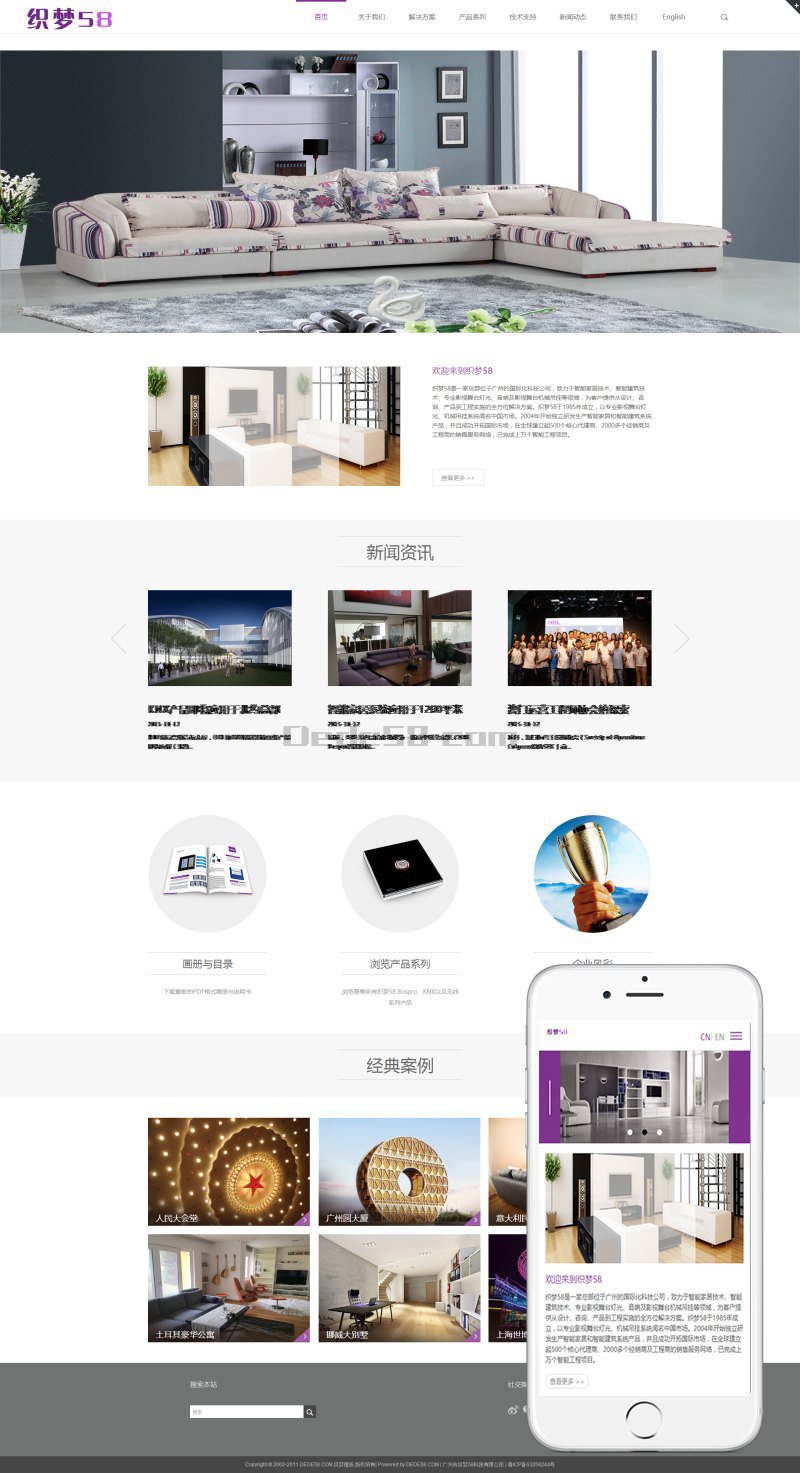 织梦58
首页 关于我们 解决方案 产品系列 技术支持 新闻动态 联系我们 English
欢迎来到织梦58
织梦58是一家总部位于广州的国际化科技公司，致力于智能家居技术、智能建筑技
术、专业影视舞台灯光、音响及影视舞台机械吊挂等领域，为客户提供从设计、咨
询、产品到工程实施的全方位解决方案。织梦58于1985年成立，以专业影视舞台灯
光、机械吊挂系统闻名中国市场。2004年开始独立研发生产智能家居和智能建筑系统
产品，并且成功开拓国际市场，在全球建立起500个核心代理商、2000多个经销商及
工程商的销售服务网络，已完成上万个智能工程项目。
查看更多 >>
新闻资讯
HDL
Dede58.com
画册与目录
浏览产品系列
企业风彩
下载最新的PDF格式画册与说明书
浏览查看所有织梦58 Buspro、KNX以及无线
系列产品
经典案例
人民大会堂
广州圆大厦
意大利
土耳其豪华公寓
挪威大别墅
上海世博
织梦58
CN| EN
欢迎来到织梦58
织梦58是一家总部位于广州的国际化科技公司，致力于智能家居技术、智能
建筑技术、专业影视舞台灯光、音响及影视舞台机械吊挂等领域，为客户提
供从设计、咨询、产品到工程实施的全方位解决方案。织梦58于1985年成
立，以专业影视舞台灯光、机械吊挂系统闻名中国市场。2004年开始独立研
发生产智能家居和智能建筑系统产品，并且成功开拓国际市场，在全球建立
起500个核心代理商、2000多个经销商及工程商的销售服务网络，已完成上
万个智能工程项目。
查看更多 >>
搜索本站
社交媒
搜索
Copyright © 2002-2011 DEDE58.COM 织梦模板 版权所有 | Powered by DEDE58.COM | 广州市织梦58科技有限公司 | 粤ICP备83256244号